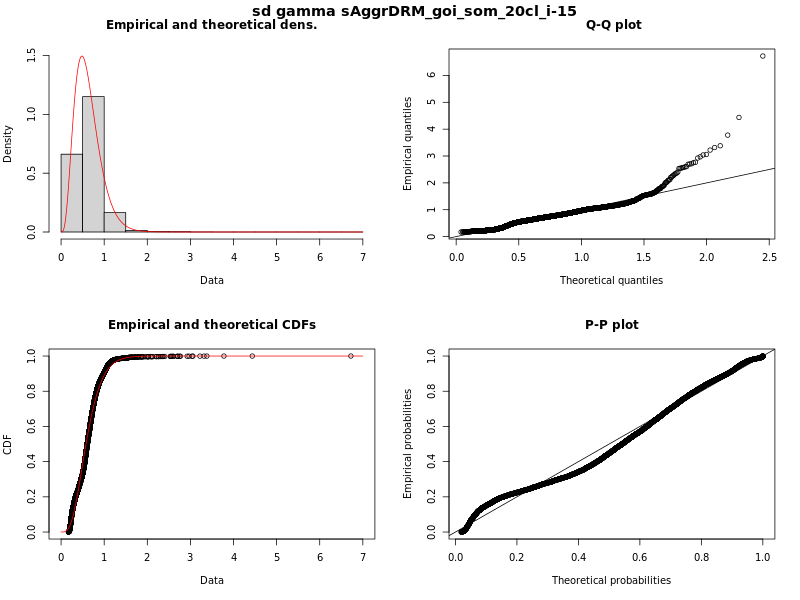 sd gamma sAggrDRM_goi_som_20cl_i-15
Empirical and theoretical dens.
Density
0.0 0.5 1.0 1.5
0 1 2 3 4 5 6 7
Data
Q-Q plot
Empirical quantiles
0 1 2 3 4 5 6
0.0 0.5 1.0 1.5 2.0 2.5
Theoretical quantiles
Empirical and theoretical CDFs
CDF
0.0 0.2 0.4 0.6 0.8 1.0
0 1 2 3 4 5 6 7
Data
P-P plot
Empirical probabilities
0.0 0.2 0.4 0.6 0.8 1.0
0.0 0.2 0.4 0.6 0.8 1.0
Theoretical probabilities